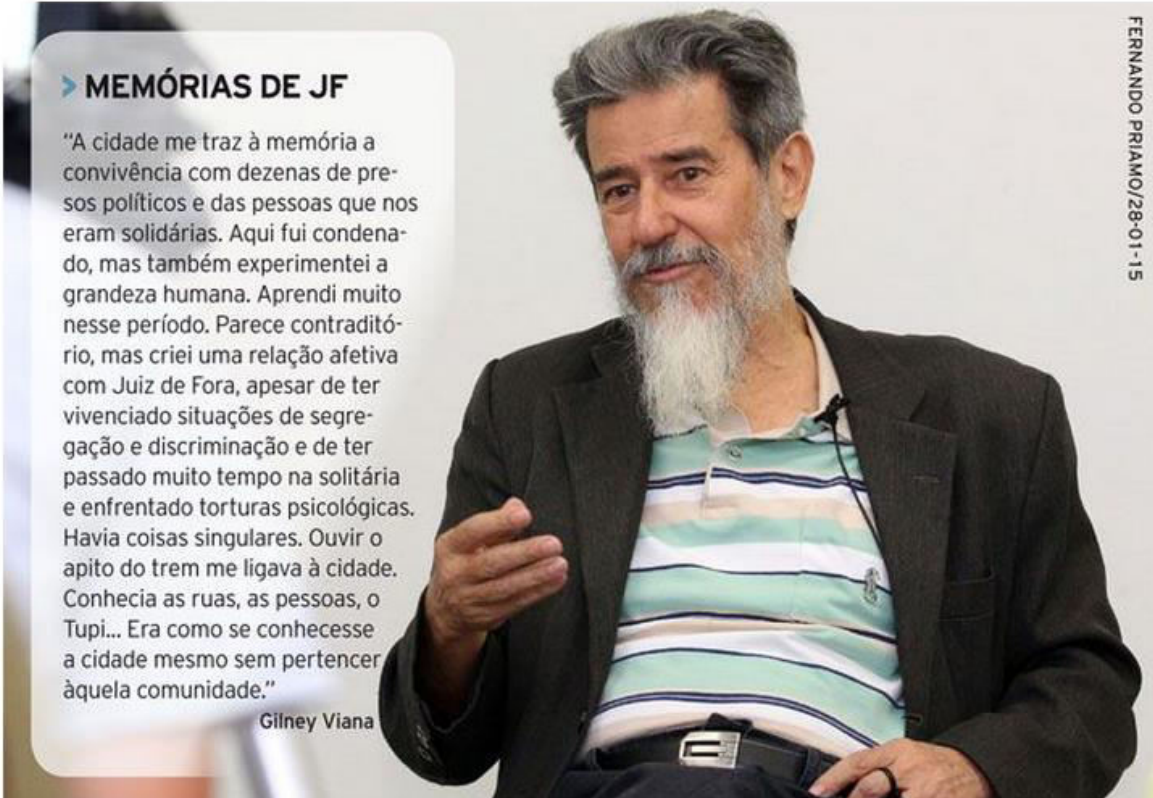 > MEMÓRIAS DE JF
“A cidade me traz à memória a
convivência com dezenas de pre-
sos políticos e das pessoas que nos
eram solidárias. Aqui fui condena-
do, mas também experimentei a
grandeza humana. Aprendi muito
nesse período. Parece contraditó-
rio, mas criei uma relação afetiva
com Juiz de Fora, apesar de ter
vivenciado situações de segre-
gação e discriminação e de ter
passado muito tempo na solitária
e enfrentado torturas psicológicas.
Havia coisas singulares. Ouvir o
apito do trem me ligava à cidade.
Conhecia as ruas, as pessoas, o
Tupi... Era como se conhecesse
a cidade mesmo sem pertencer
àquela comunidade.”
Gilney Viana
FERNANDO PRIAMO/28-01-15